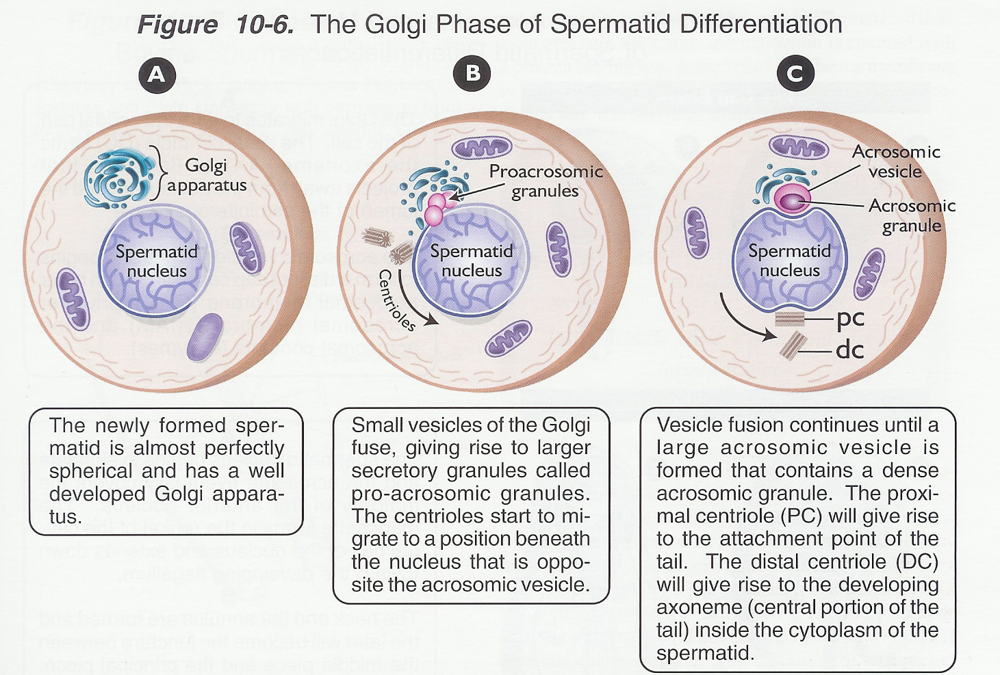 Figure 10-6. The Golgi Phase of Spermatid Differentiation
A
B
C
Golgi
apparatus
Spermatid
nucleus
Proacrosomic
granules
Spermatid
nucleus
Centrioles
Acrosomic
vesicle
Acrosomic
granule
Spermatid
nucleus
pc
dc
The newly formed sper-
matid is almost perfectly
spherical and has a well
developed Golgi appara-
tus.
Small vesicles of the Golgi
fuse, giving rise to larger
secretory granules called
pro-acrosomic granules.
The centrioles start to mi-
grate to a position beneath
the nucleus that is oppo-
site the acrosomic vesicle.
Vesicle fusion continues until a
large acrosomic vesicle is
formed that contains a dense
acrosomic granule. The proxi-
mal centriole (PC) will give rise
to the attachment point of the
tail. The distal centriole (DC)
will give rise to the developing
axoneme (central portion of the
tail) inside the cytoplasm of the
spermatid.